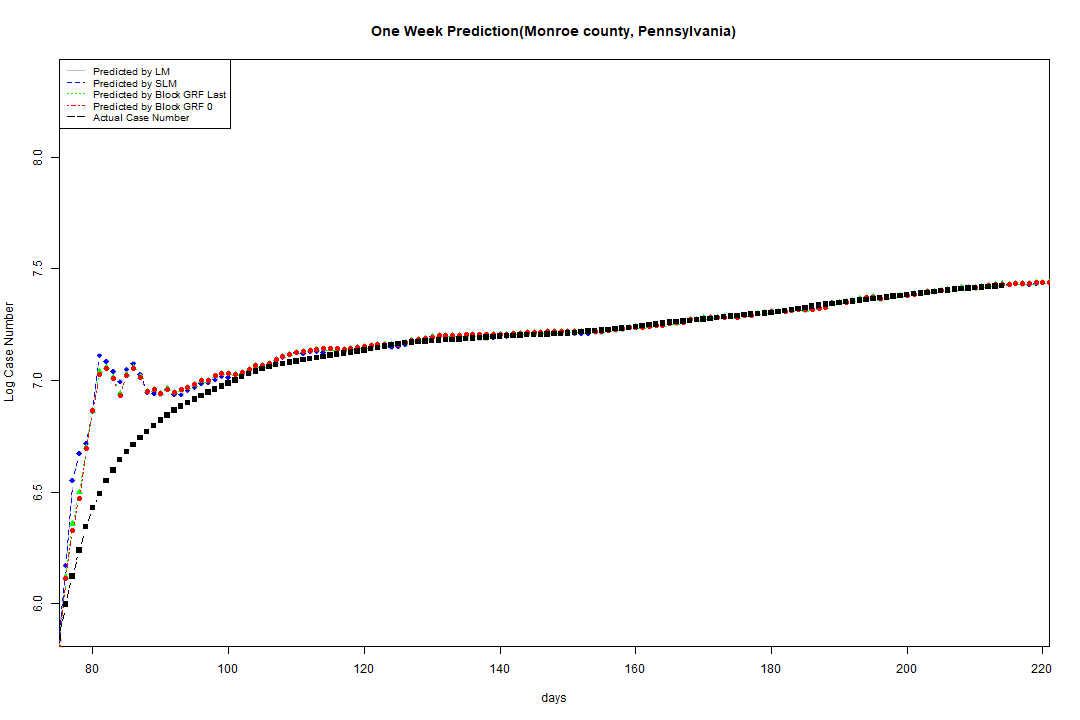 One Week Prediction(Monroe county, Pennsylvania)
Predicted by LM
Predicted by SLM
Predicted by Block GRF Last
Predicted by Block GRF 0
Actual Case Number
8.0
7.5
7.0
6.5
6.0
Log Case Number
80 100 120 140 160 180 200 220
days